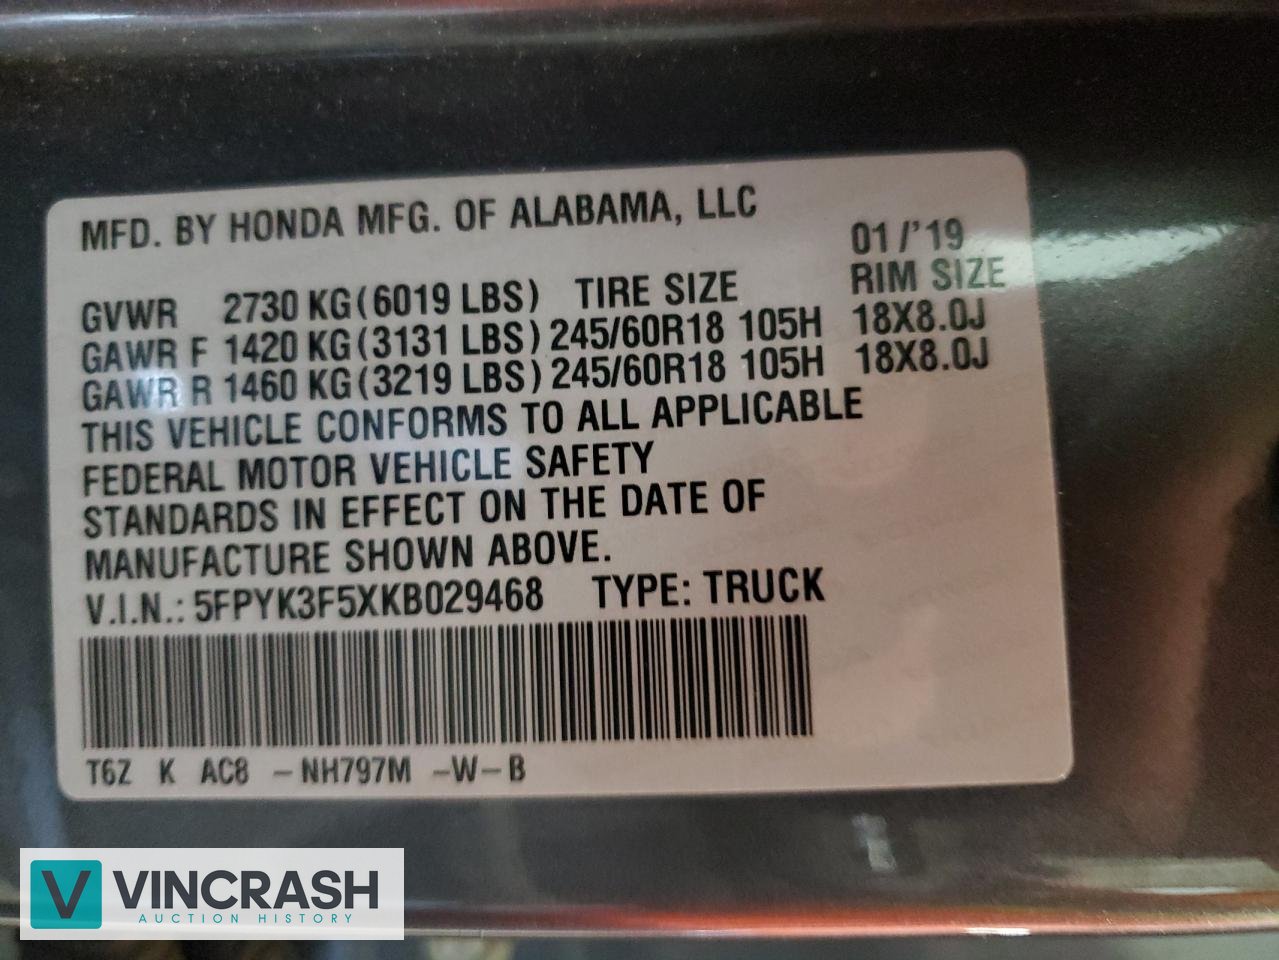 MFD. BY HONDA MFG. OF ALABAMA, LLC
01/'19
GVWR 2730 KG(6019 LBS) TIRE SIZE RIM SIZE
GAWR F 1420 KG(3131 LBS) 245/60R18 105H 18X8.0J
GAWR R 1460 KG(3219 LBS) 245/60R18 105H 18X8.0J
THIS VEHICLE CONFORMS TO ALL APPLICABLE
FEDERAL MOTOR VEHICLE SAFETY
STANDARDS IN EFFECT ON THE DATE OF
MANUFACTURE SHOWN ABOVE.
V.I.N.: 5FPYK3F5XKB029468 TYPE: TRUCK
T6Z K AC8 -NH797M -W-B
V VINCRASH
AUCTION HISTORY